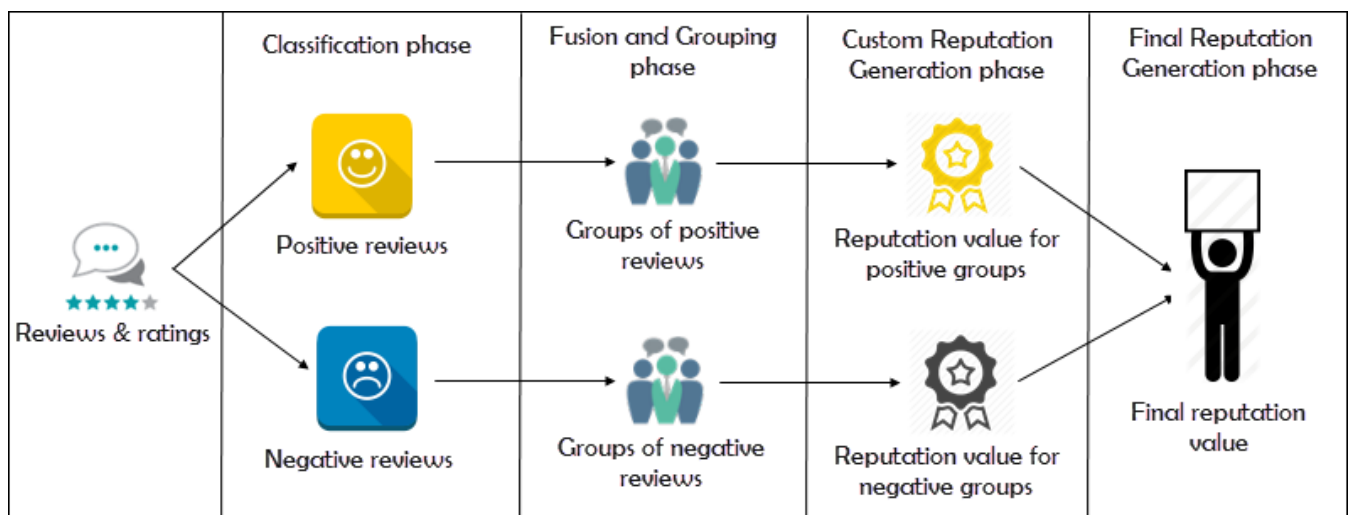 Classification phase
Fusion and Grouping
phase
Custom Reputation
Generation phase
Final Reputation
Generation phase
Reviews & ratings
Positive reviews
Groups of positive
reviews
Reputation value for
positive groups
Negative reviews
Groups of negative
reviews
Reputation value for
negative groups
Final reputation
value